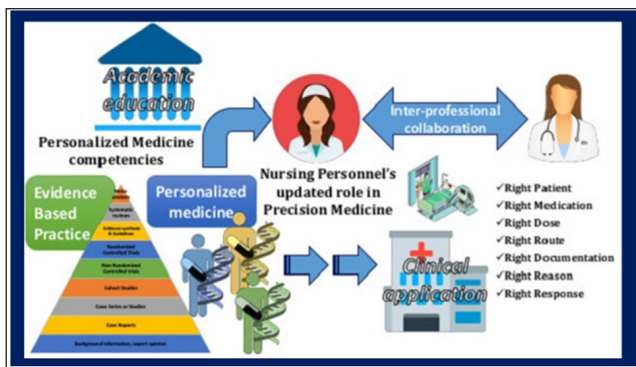 Academic
education
Personalized Medicine
competencies
Evidence
Based
Practice
Personalized
medicine
Systematic
reviews
Evidence synthesis
& Guidelines
Randomized
Controlled Trials
Non Randomized
Controlled trials
Cohort Studies
Case Series or Studies
Case Reports
Background information, expert opinion
Nursing Personnel's
updated role in
Precision Medicine
Inter-professional
collaboration
Clinical
application
✓Right Patient
✓Right Medication
✓Right Dose
✓Right Route
✓Right Documentation
✓Right Reason
✓Right Response